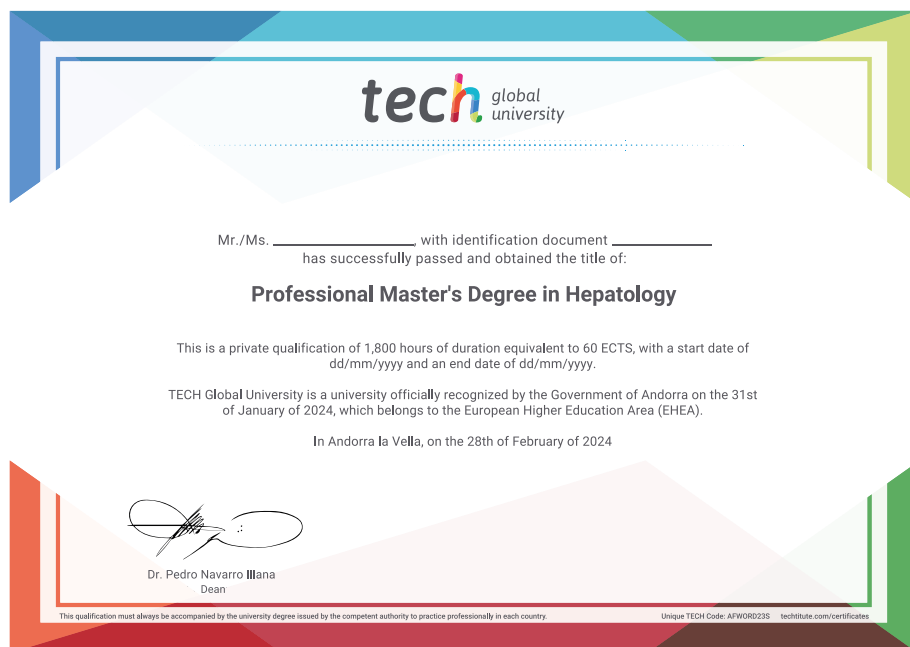 tech global
university
Mr./Ms. ____________, with identification document ____________
has successfully passed and obtained the title of:
Professional Master's Degree in Hepatology
This is a private qualification of 1,800 hours of duration equivalent to 60 ECTS, with a start date of
dd/mm/yyyy and an end date of dd/mm/yyyy.
TECH Global University is a university officially recognized by the Government of Andorra on the 31st
of January of 2024, which belongs to the European Higher Education Area (EHEA).
In Andorra la Vella, on the 28th of February of 2024
Dr. Pedro Navarro Illana
Dean
This qualification must always be accompanied by the university degree issued by the competent authority to practice professionally in each country.
Unique TECH Code: AFWORD23S techtitute.com/certificates